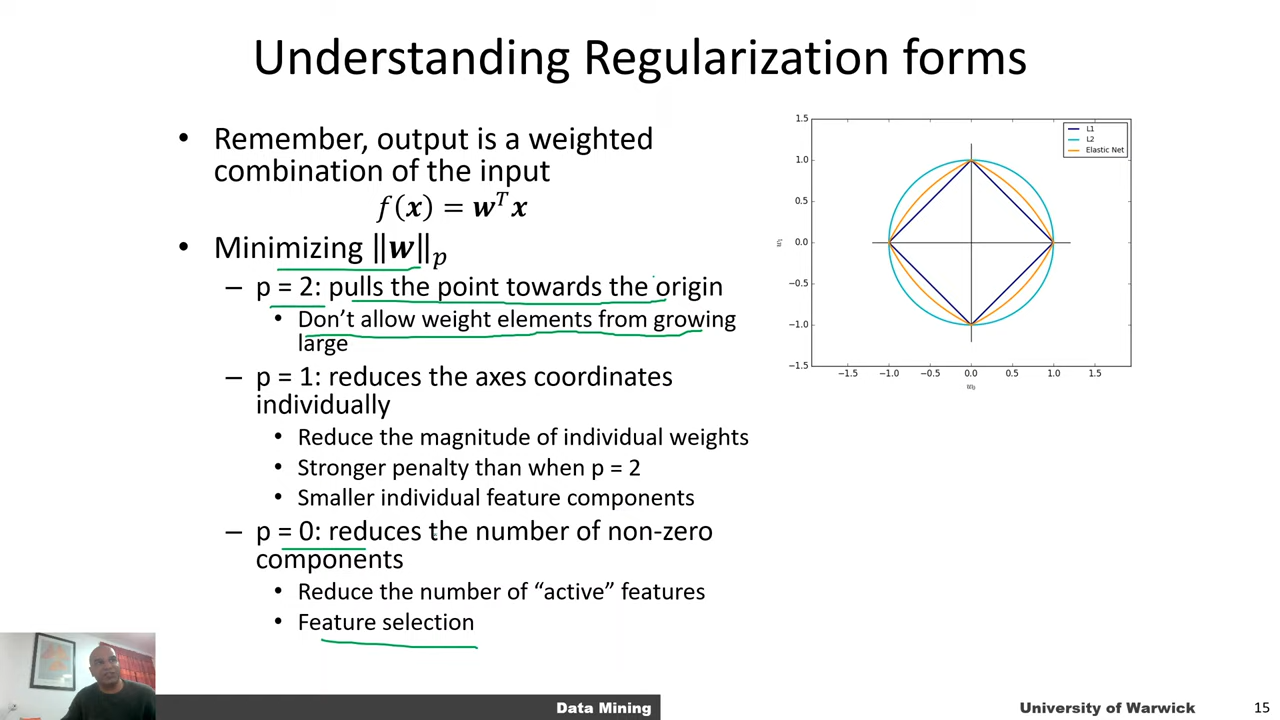 Understanding Regularization forms
• Remember, output is a weighted
combination of the input
f(x) = wᵀx
• Minimizing ‖w‖ₚ
– p = 2: pulls the point towards the origin
• Don’t allow weight elements from growing
large
– p = 1: reduces the axes coordinates
individually
• Reduce the magnitude of individual weights
• Stronger penalty than when p = 2
• Smaller individual feature components
– p = 0: reduces the number of non-zero
components
• Reduce the number of “active” features
• Feature selection
1.5
1.0
0.5
0.0
−0.5
−1.0
−1.5
w₁
−1.5 −1.0 −0.5 0.0 0.5 1.0 1.5
w₀
L1
L2
Elastic Net
Data Mining
University of Warwick
15